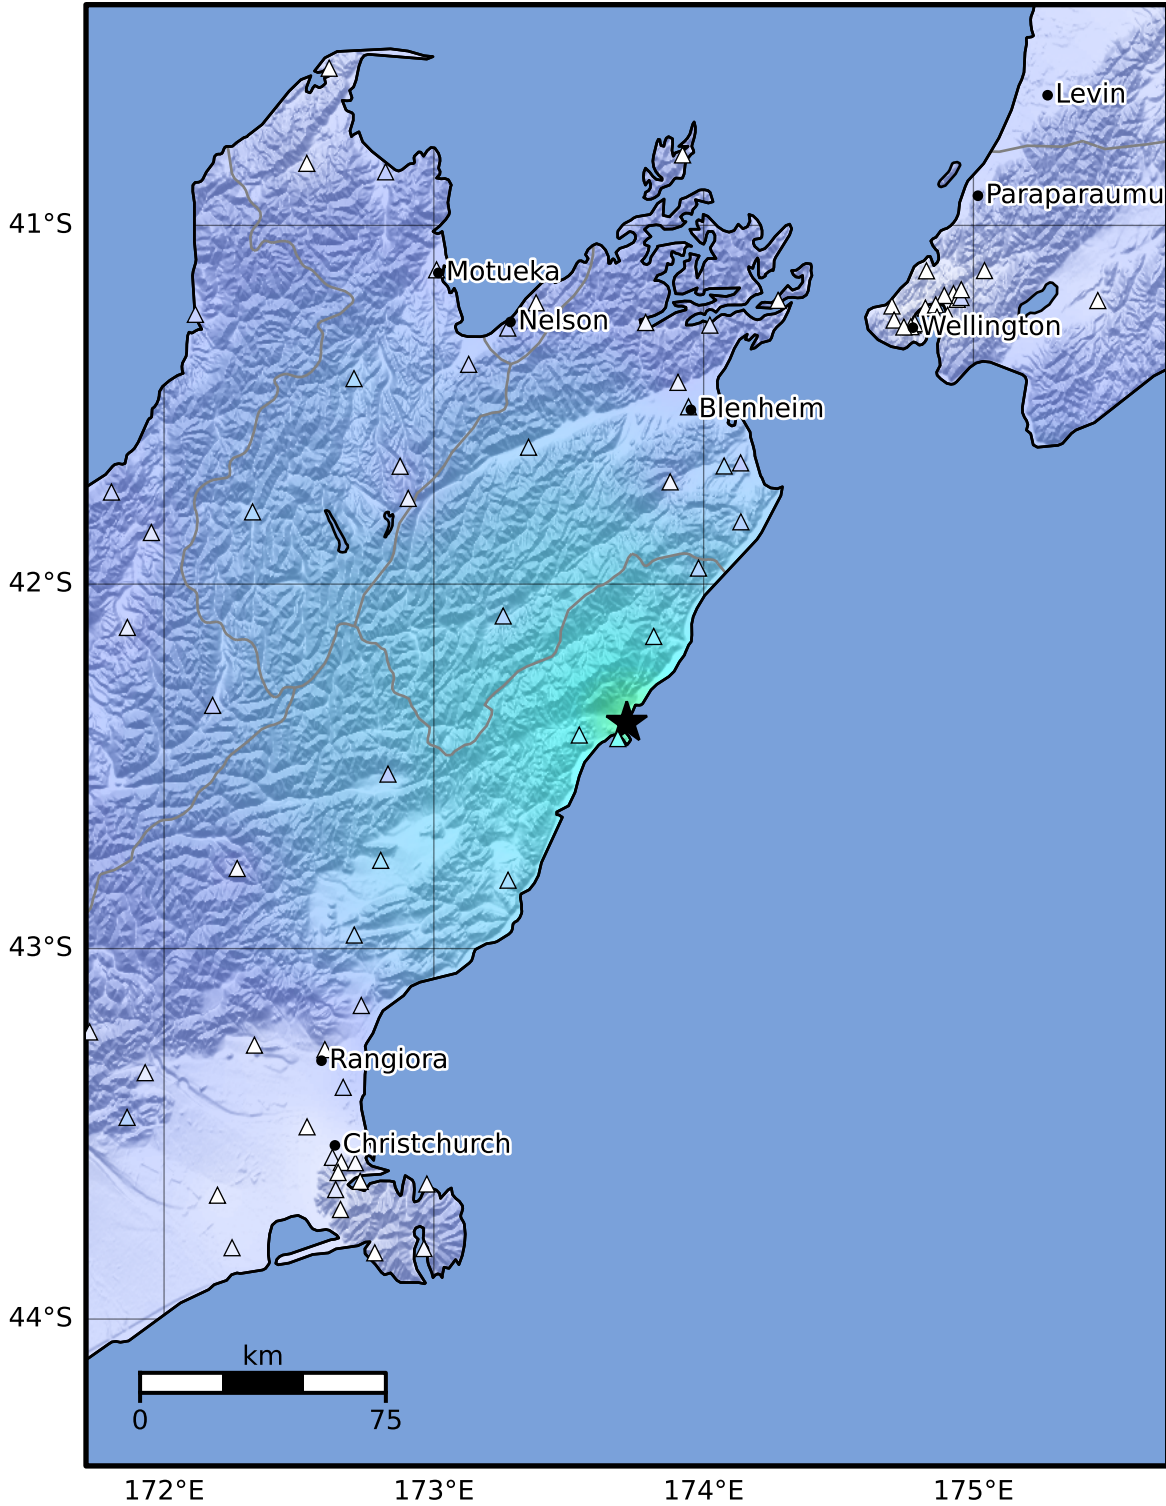 Levin
Paraparaumu
41°S
Motueka
Nelson
Wellington
Blenheim
42°S
43°S
Rangiora
Christchurch
44°S
km
0 75
172°E 173°E 174°E 175°E